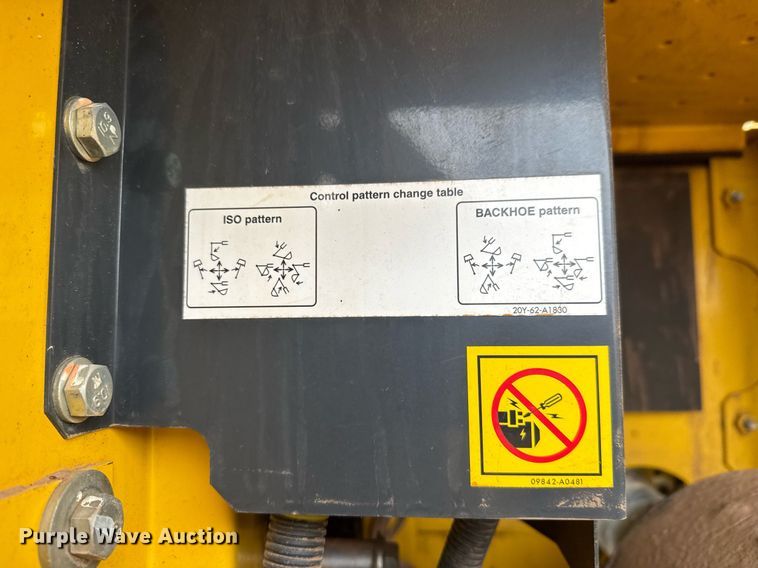 Control pattern change table
ISO pattern
BACKHOE pattern
20Y-62-A1830
09842-A0481
Purple Wave Auction